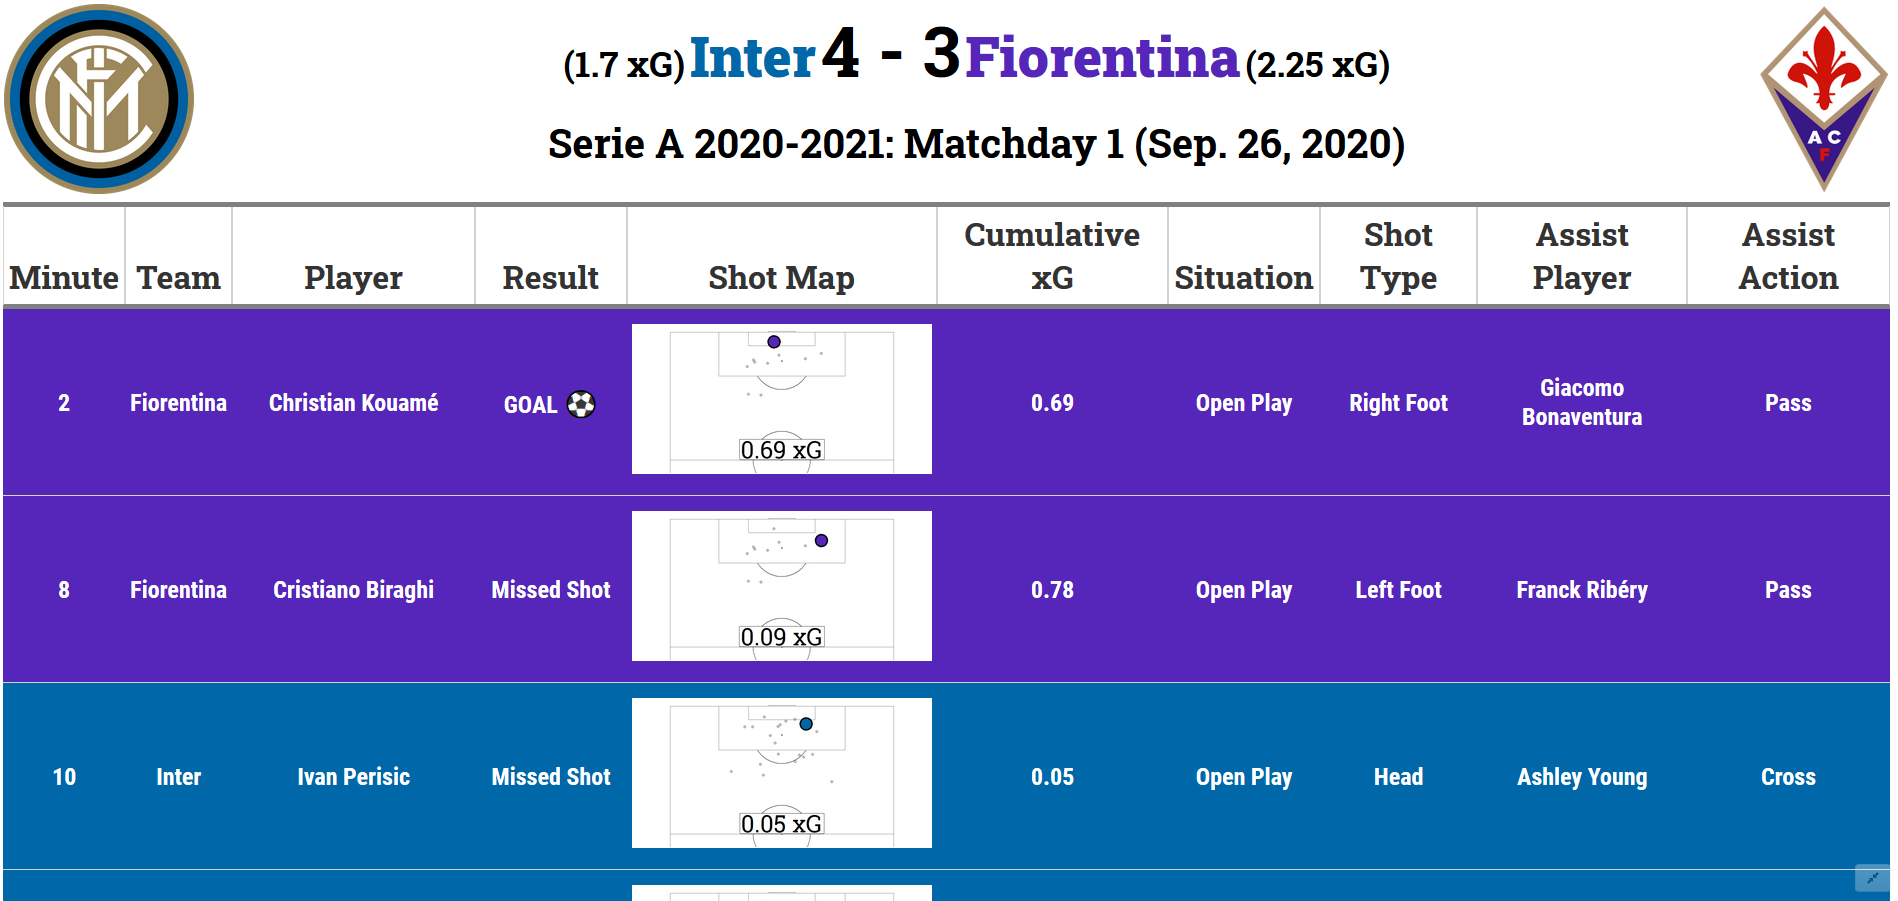 (1.7 xG) Inter 4 - 3 Fiorentina (2.25 xG)
Serie A 2020-2021: Matchday 1 (Sep. 26, 2020)
A C
F
Minute Team Player Result Shot Map Cumulative xG Situation Shot Type Assist Player Assist Action
2 Fiorentina Christian Kouamé GOAL 0.69 xG 0.69 Open Play Right Foot Giacomo Bonaventura Pass
8 Fiorentina Cristiano Biraghi Missed Shot 0.09 xG 0.78 Open Play Left Foot Franck Ribéry Pass
10 Inter Ivan Perisic Missed Shot 0.05 xG 0.05 Open Play Head Ashley Young Cross